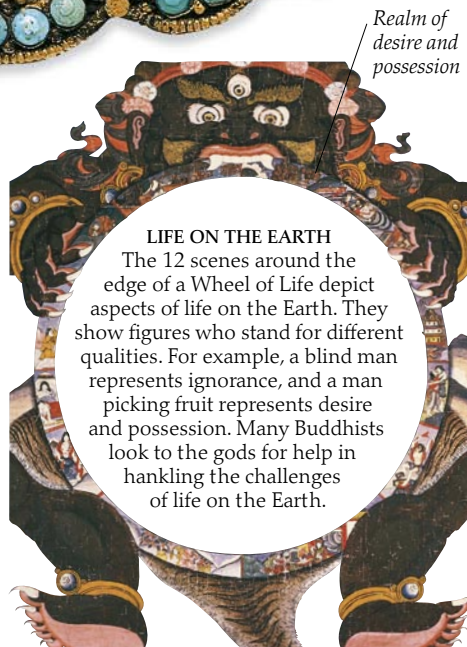 Realm of
desire and
possession
LIFE ON THE EARTH
The 12 scenes around the
edge of a Wheel of Life depict
aspects of life on the Earth. They
show figures who stand for different
qualities. For example, a blind man
represents ignorance, and a man
picking fruit represents desire
and possession. Many Buddhists
look to the gods for help in
hankling the challenges
of life on the Earth.